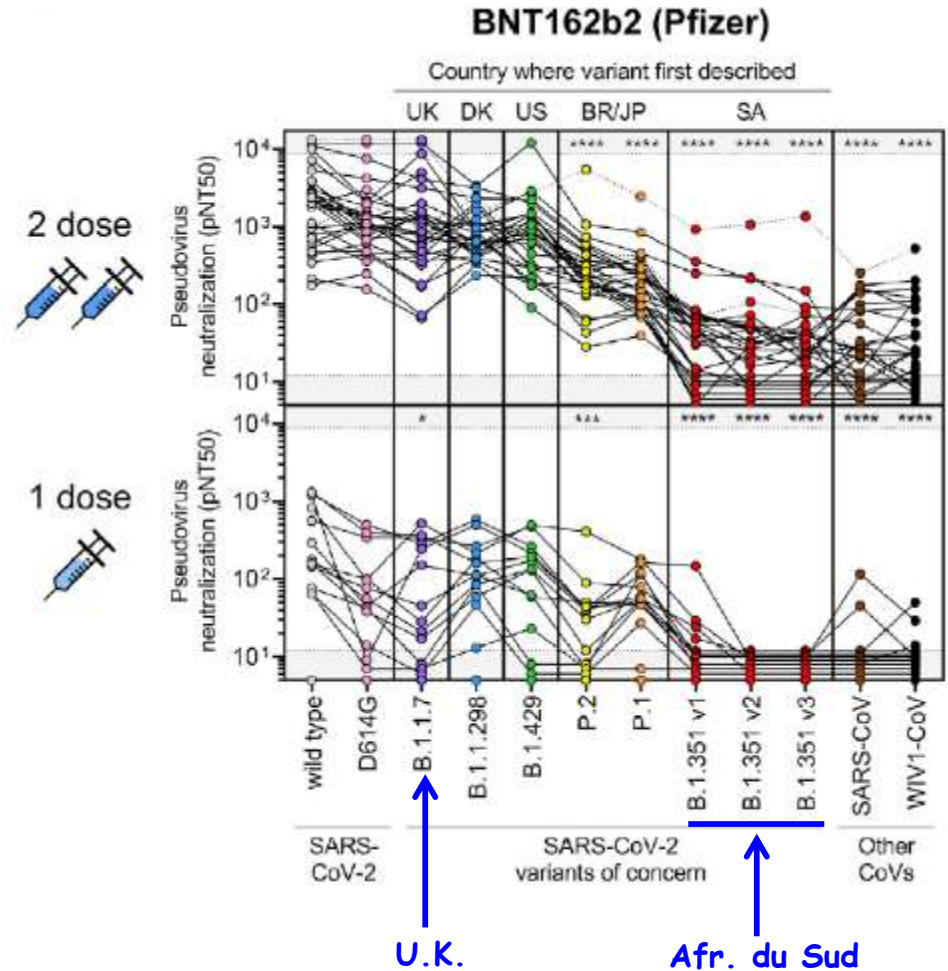 BNT162b2 (Pfizer)
Country where variant first described
UK DK US BR/JP SA
2 dose
Pseudovirus
neutralization (pNT50)
10⁴
10³
10²
10¹
**** **** **** **** **** **** ****
1 dose
Pseudovirus
neutralization (pNT50)
10⁴
10³
10²
10¹
* *** **** **** **** **** ****
wild type
D614G
B.1.1.7
B.1.1.298
B.1.429
P.2
P.1
B.1.351 v1
B.1.351 v2
B.1.351 v3
SARS-CoV
WIV1-CoV
SARS-
CoV-2
SARS-CoV-2
variants of concern
Other
CoVs
U.K.
Afr. du Sud